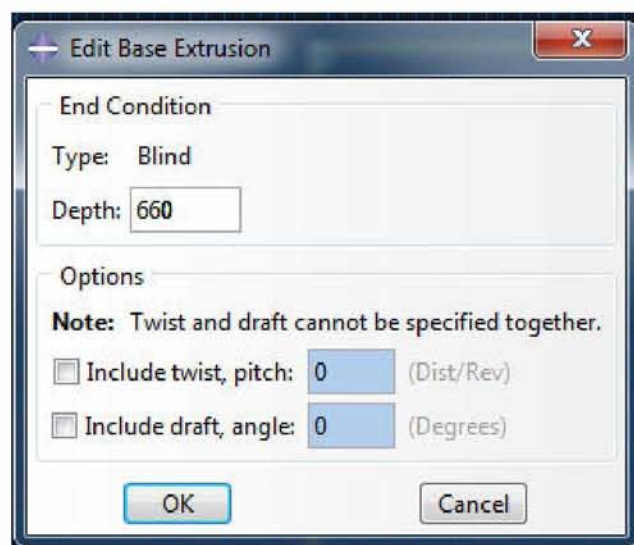 Edit Base Extrusion
End Condition
Type: Blind
Depth: 660
Options
Note: Twist and draft cannot be specified together.
Include twist, pitch: 0 (Dist/Rev)
Include draft, angle: 0 (Degrees)
OK Cancel